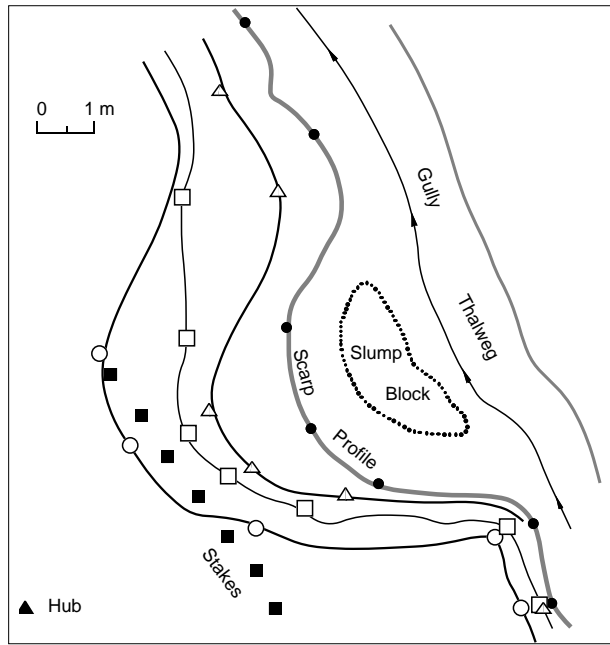 0 1 m
Gully
Thalweg
Slump
Block
Scarp
Profile
Stakes
Hub